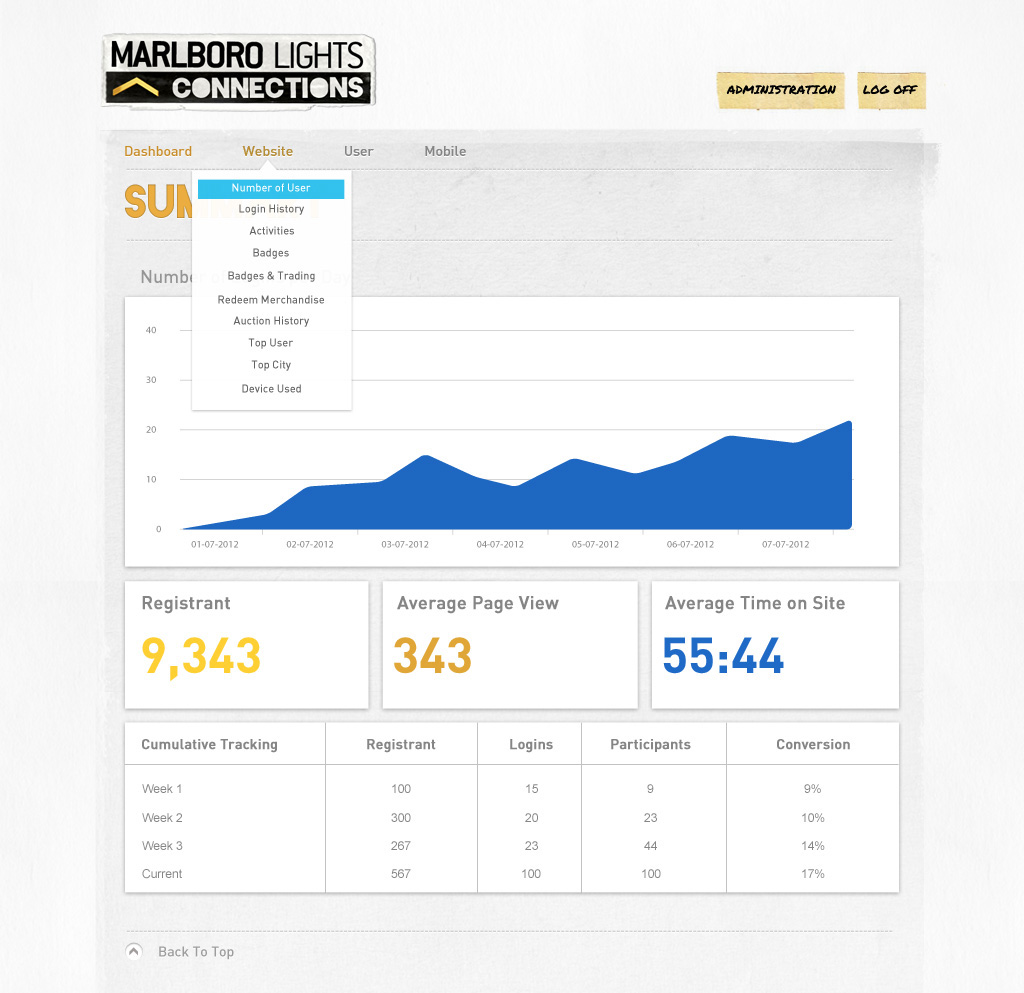 MARLBORO LIGHTS
CONNECTIONS
ADMINISTRATION LOG OFF
Dashboard Website User Mobile
Number of User
Login History
Activities
Badges
Badges & Trading
Redeem Merchandise
Auction History
Top User
Top City
Device Used
40
30
20
10
0
01-07-2012 02-07-2012 03-07-2012 04-07-2012 05-07-2012 06-07-2012 07-07-2012
Registrant Average Page View Average Time on Site
9,343 343 55:44
Cumulative Tracking Registrant Logins Participants Conversion
Week 1 100 15 9 9%
Week 2 300 20 23 10%
Week 3 267 23 44 14%
Current 567 100 100 17%
Back To Top